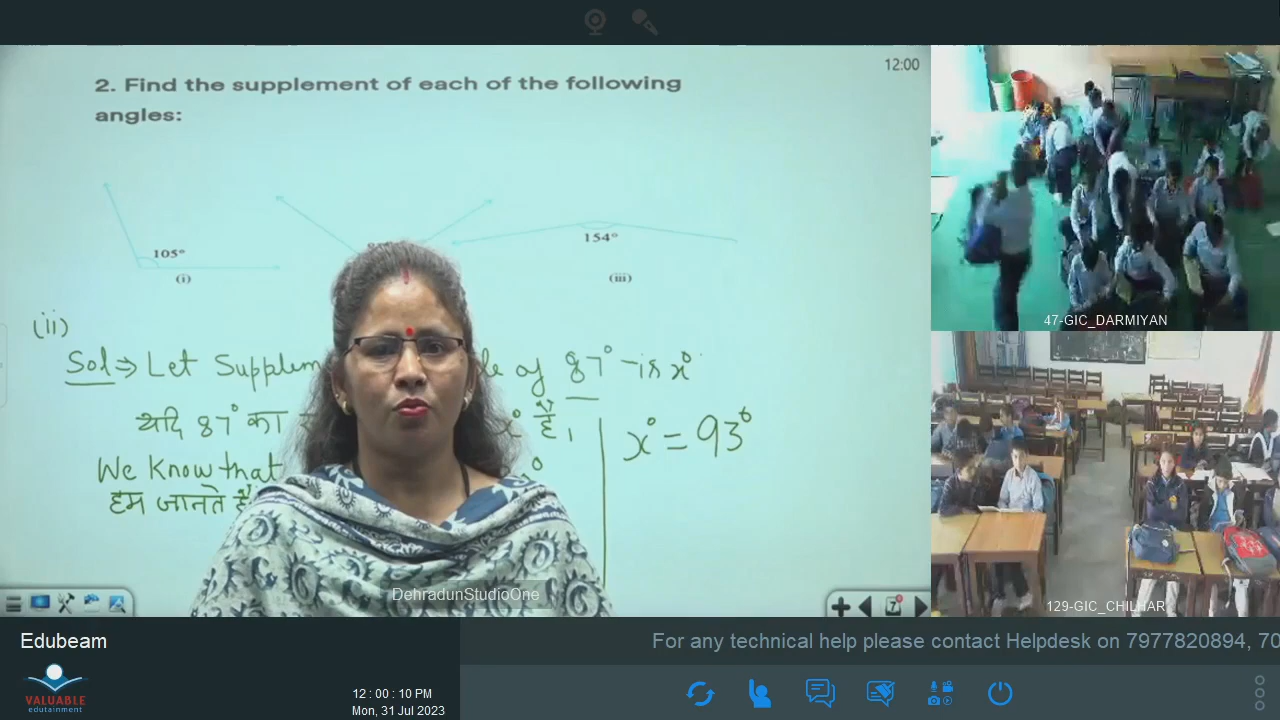 12:00
2. Find the supplement of each of the following
angles:
105°
154°
(i)
(iii)
(ii)
Sol ⇒ Let Supplem of 87° is x°
यदि 87° का x° है।
x° = 93°
We Know that
हम जानते हैं
DehradunStudioOne
7
47-GIC_DARMIYAN
129-GIC_CHILHAR
Edubeam
For any technical help please contact Helpdesk on 7977820894, 70
VALUABLE
edutainment
12 : 00 : 10 PM
Mon, 31 Jul 2023